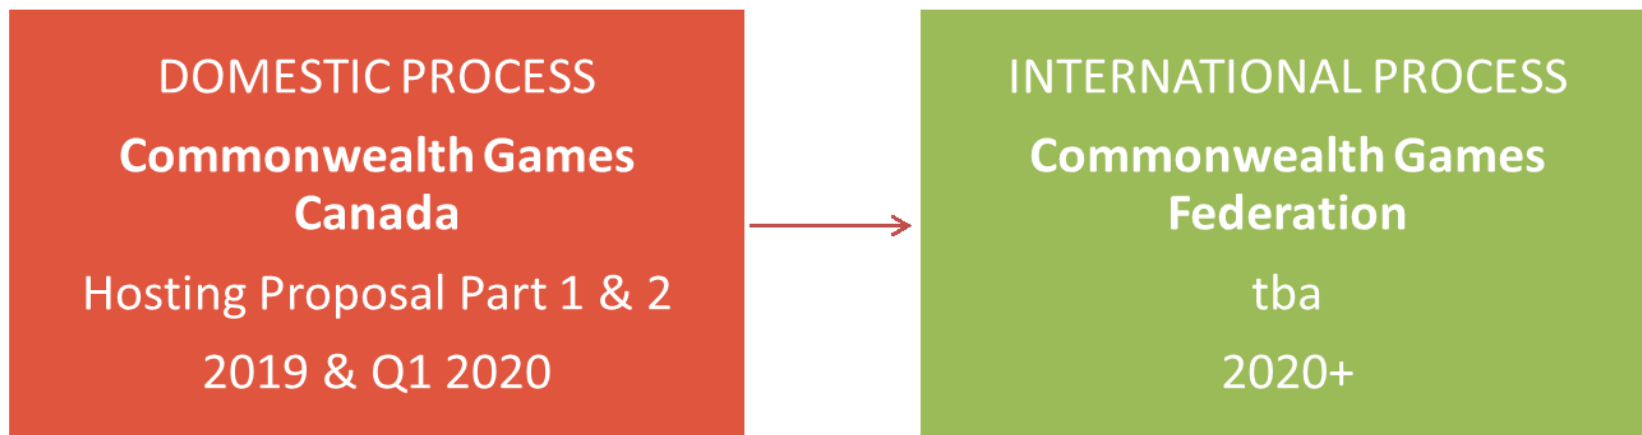 DOMESTIC PROCESS
Commonwealth Games
Canada
Hosting Proposal Part 1 & 2
2019 & Q1 2020
INTERNATIONAL PROCESS
Commonwealth Games
Federation
tba
2020+